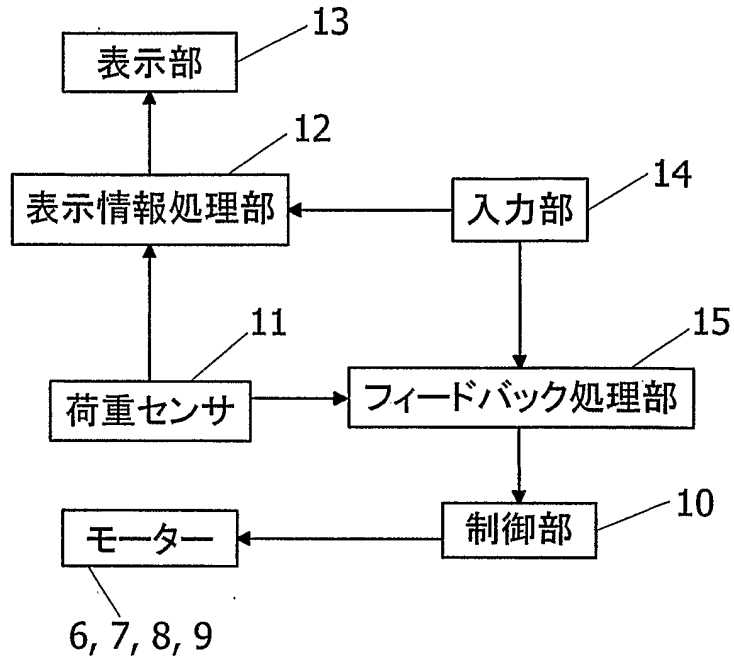 13
表示部
12
表示情報処理部
14
入力部
11
荷重センサ
15
フィードバック処理部
10
制御部
モーター
6, 7, 8, 9